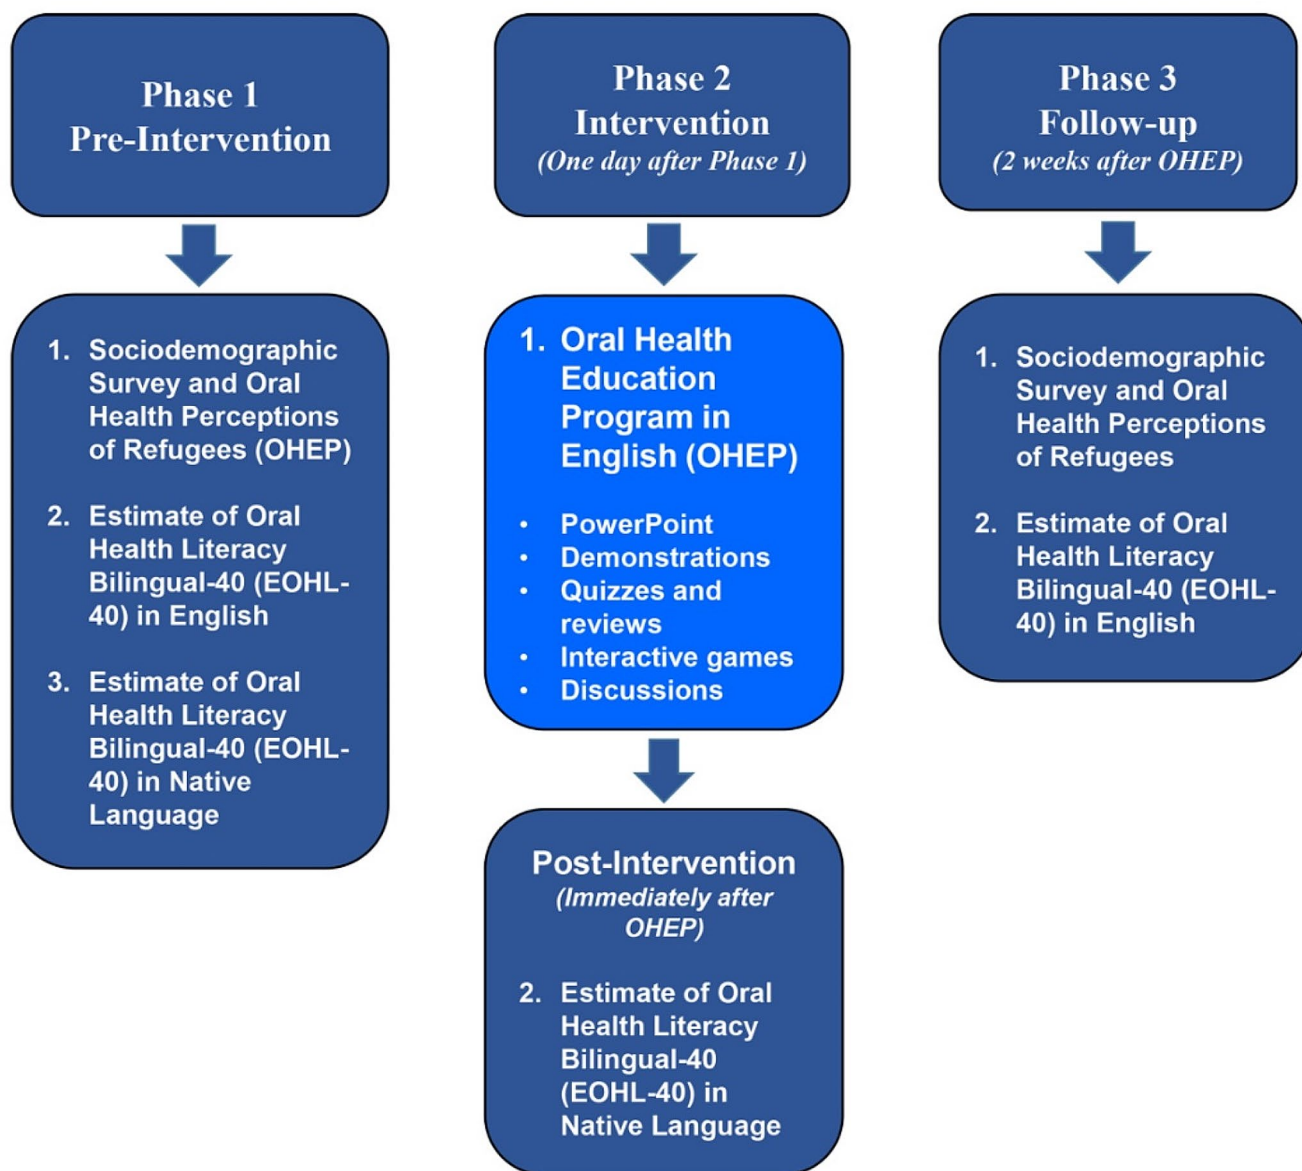 Phase 1
Pre-Intervention
1. Sociodemographic
Survey and Oral
Health Perceptions
of Refugees (OHEP)
2. Estimate of Oral
Health Literacy
Bilingual-40 (EOHL-
40) in English
3. Estimate of Oral
Health Literacy
Bilingual-40 (EOHL-
40) in Native
Language
Phase 2
Intervention
(One day after Phase 1)
1. Oral Health
Education
Program in
English (OHEP)
• PowerPoint
• Demonstrations
• Quizzes and
reviews
• Interactive games
• Discussions
Post-Intervention
(Immediately after
OHEP)
2. Estimate of Oral
Health Literacy
Bilingual-40
(EOHL-40) in
Native Language
Phase 3
Follow-up
(2 weeks after OHEP)
1. Sociodemographic
Survey and Oral
Health Perceptions
of Refugees
2. Estimate of Oral
Health Literacy
Bilingual-40 (EOHL-
40) in English